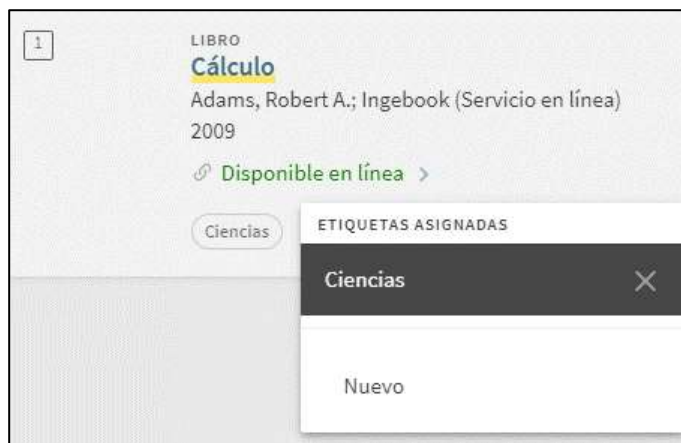 1
LIBRO
Cálculo
Adams, Robert A.; Ingebook (Servicio en línea)
2009
Disponible en línea >
Ciencias
ETIQUETAS ASIGNADAS
Ciencias
Nuevo